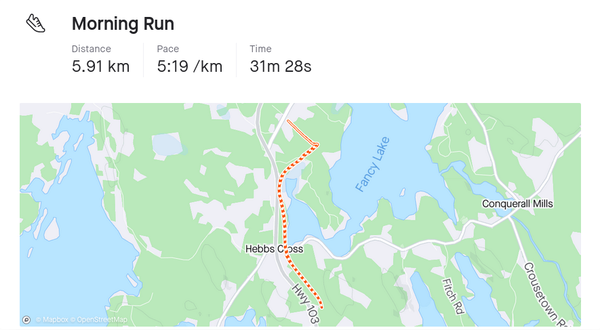 Morning Run
Distance Pace Time
5.91 km 5:19 /km 31m 28s
Fancy Lake
Conquerall Mills
Hebbs Cross
Hwy 103
Fitch Rd
Crousetown Rd
© Mapbox © OpenStreetMap